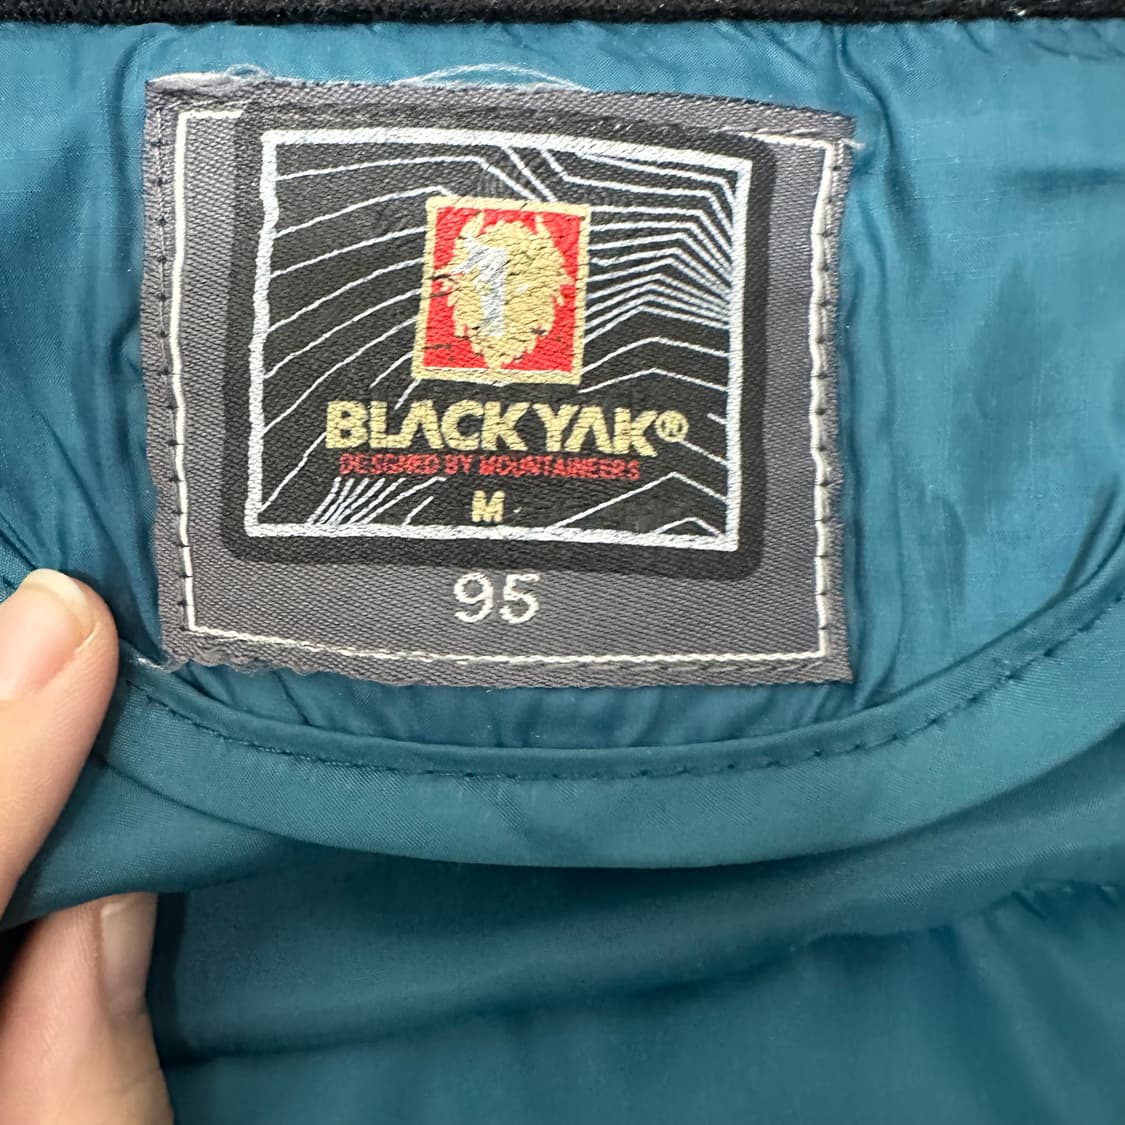 BLACKYAK®
DESIGNED BY MOUNTAINEERS
M
95